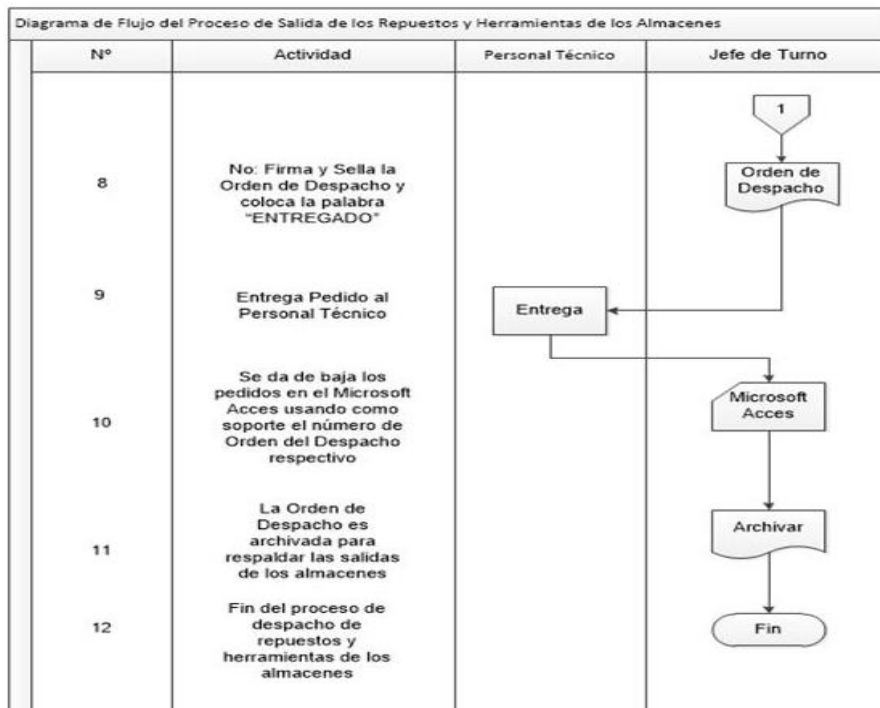 Diagrama de Flujo del Proceso de Salida de los Repuestos y Herramientas de los Almacenes
Nº
Actividad
Personal Técnico
Jefe de Turno
1
8
No: Firma y Sella la
Orden de Despacho y
coloca la palabra
"ENTREGADO"
Orden de
Despacho
9
Entrega Pedido al
Personal Técnico
Entrega
10
Se da de baja los
pedidos en el Microsoft
Acces usando como
soporte el número de
Orden del Despacho
respectivo
Microsoft
Acces
11
La Orden de
Despacho es
archivada para
respaldar las salidas
de los almacenes
Archivar
12
Fin del proceso de
despacho de
repuestos y
herramientas de los
almacenes
Fin